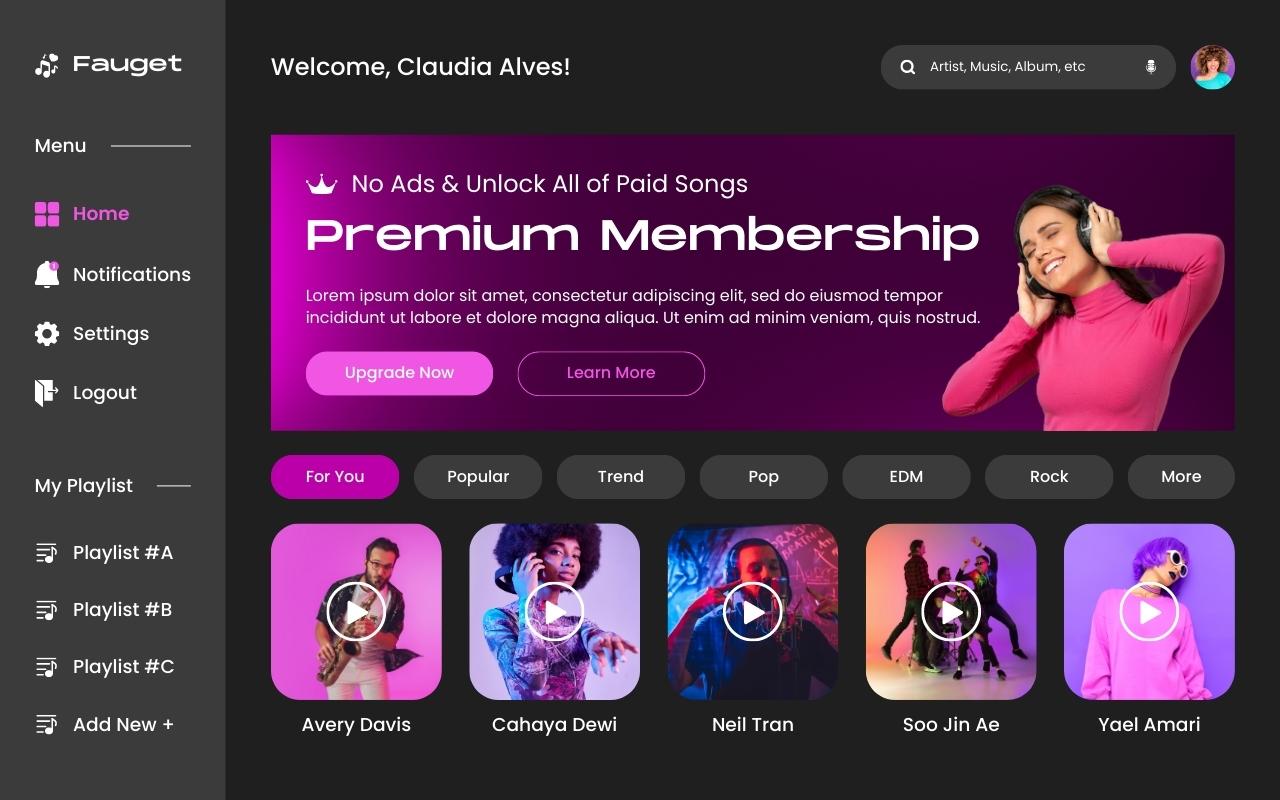 Fauget
Menu
Home
Notifications
Settings
Logout
My Playlist
Playlist #A
Playlist #B
Playlist #C
Add New +
Welcome, Claudia Alves!
Artist, Music, Album, etc
No Ads & Unlock All of Paid Songs
Premium Membership
Lorem ipsum dolor sit amet, consectetur adipiscing elit, sed do eiusmod tempor
incididunt ut labore et dolore magna aliqua. Ut enim ad minim veniam, quis nostrud.
Upgrade Now
Learn More
For You
Popular
Trend
Pop
EDM
Rock
More
Avery Davis
Cahaya Dewi
Neil Tran
Soo Jin Ae
Yael Amari